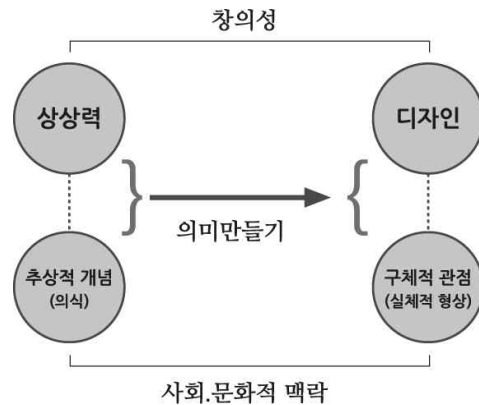 창의성
상상력
디자인
의미만들기
추상적 개념
(의식)
구체적 관점
(실체적 형상)
사회.문화적 맥락